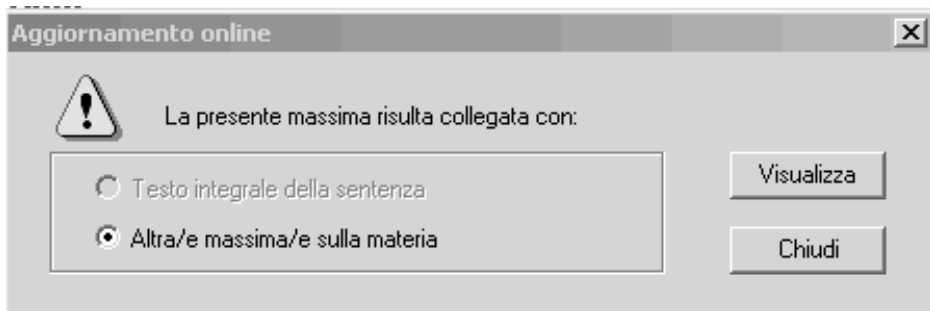 Aggiornamento online
La presente massima risulta collegata con:
Testo integrale della sentenza
Altra/e massima/e sulla materia
Visualizza
Chiudi